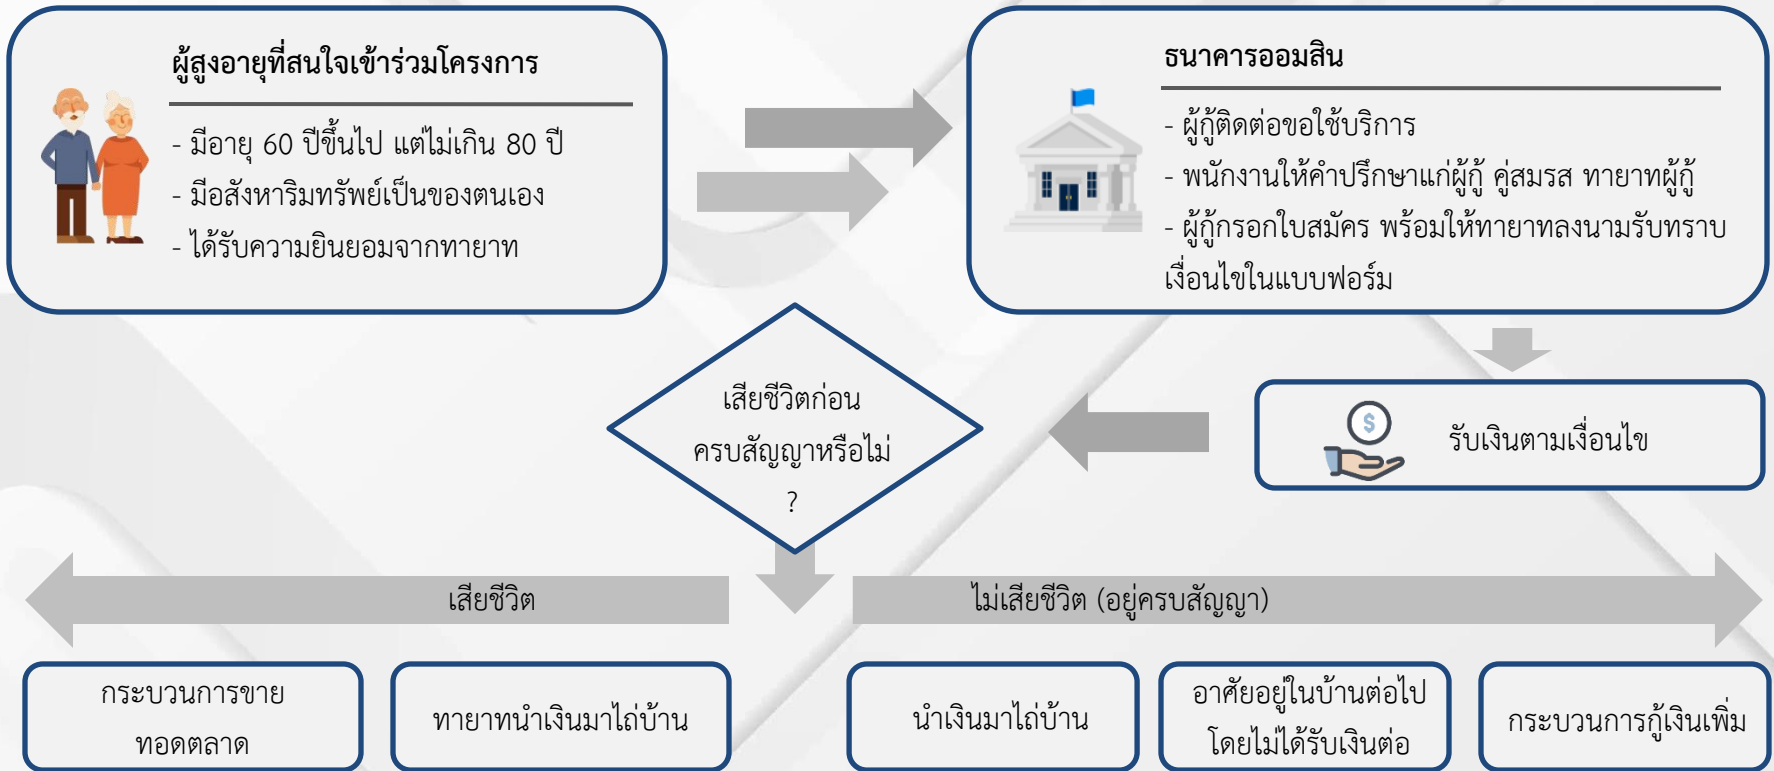 ผู้สูงอายุที่สนใจเข้าร่วมโครงการ
- มีอายุ 60 ปีขึ้นไป แต่ไม่เกิน 80 ปี
- มีอสังหาริมทรัพย์เป็นของตนเอง
- ได้รับความยินยอมจากทายาท
ธนาคารออมสิน
- ผู้กู้ติดต่อขอใช้บริการ
- พนักงานให้คำปรึกษาแก่ผู้กู้ คู่สมรส ทายาทผู้กู้
- ผู้กู้กรอกใบสมัคร พร้อมให้ทายาทลงนามรับทราบ
เงื่อนไขในแบบฟอร์ม
$
รับเงินตามเงื่อนไข
เสียชีวิตก่อน
ครบสัญญาหรือไม่
?
เสียชีวิต
ไม่เสียชีวิต (อยู่ครบสัญญา)
กระบวนการขาย
ทอดตลาด
ทายาทนำเงินมาไถ่บ้าน
นำเงินมาไถ่บ้าน
อาศัยอยู่ในบ้านต่อไป
โดยไม่ได้รับเงินต่อ
กระบวนการกู้เงินเพิ่ม